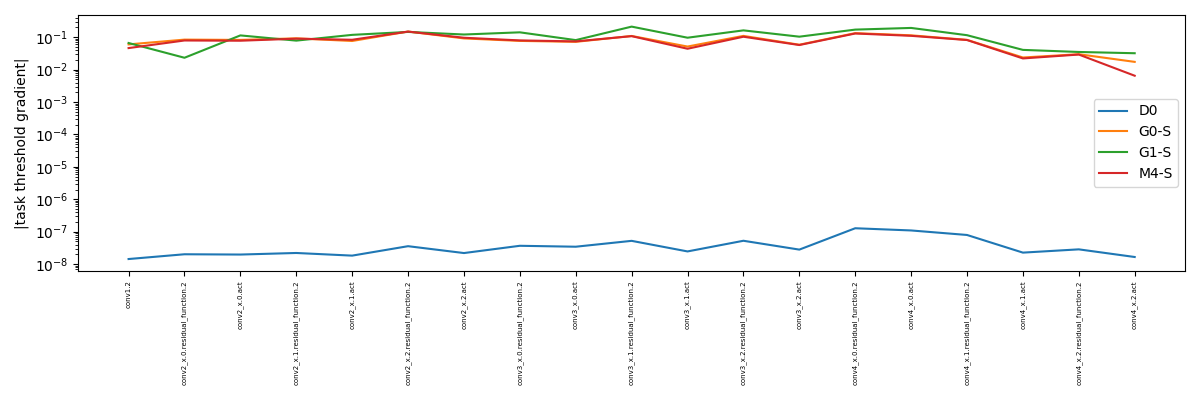 |task threshold gradient|
10⁻¹
10⁻²
10⁻³
10⁻⁴
10⁻⁵
10⁻⁶
10⁻⁷
10⁻⁸
D0
G0-S
G1-S
M4-S
conv1.2
conv2_x.0.residual_function.2
conv2_x.0.act
conv2_x.1.residual_function.2
conv2_x.1.act
conv2_x.2.residual_function.2
conv2_x.2.act
conv3_x.0.residual_function.2
conv3_x.0.act
conv3_x.1.residual_function.2
conv3_x.1.act
conv3_x.2.residual_function.2
conv3_x.2.act
conv4_x.0.residual_function.2
conv4_x.0.act
conv4_x.1.residual_function.2
conv4_x.1.act
conv4_x.2.residual_function.2
conv4_x.2.act